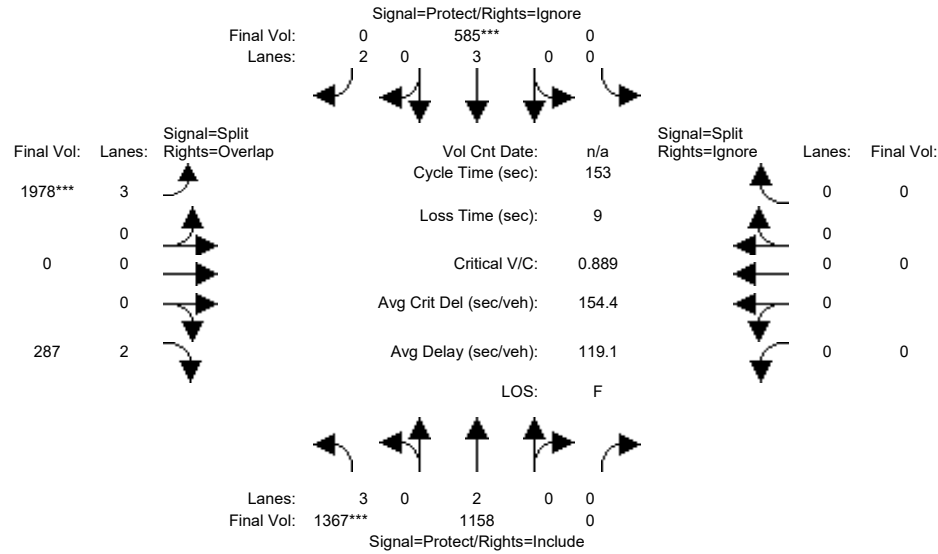 Signal=Protect/Rights=Ignore
Final Vol: 0 585*** 0
Lanes: 2 0 3 0 0
Signal=Split
Final Vol: Lanes: Rights=Overlap
Vol Cnt Date: n/a
Signal=Split
Rights=Ignore Lanes: Final Vol:
Cycle Time (sec): 153
1978*** 3
0 0
Loss Time (sec): 9
0
0
0 0
Critical V/C: 0.889
0 0
0
Avg Crit Del (sec/veh): 154.4
0
287 2
Avg Delay (sec/veh): 119.1
0 0
LOS: F
Lanes: 3 0 2 0 0
Final Vol: 1367*** 1158 0
Signal=Protect/Rights=Include